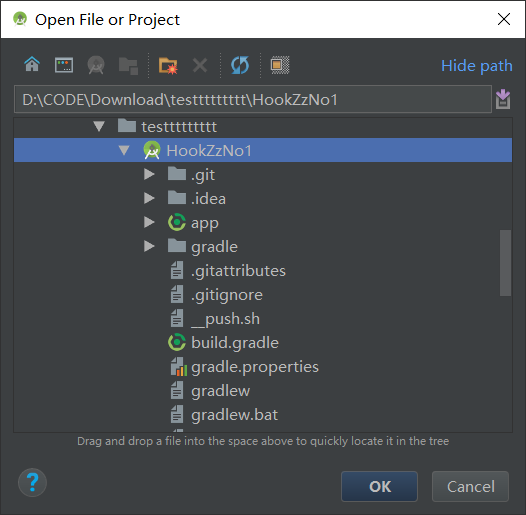 Open File or Project
Hide path
D:\CODE\Download\testttttttttt\HookZzNo1
testttttttttt
HookZzNo1
.git
.idea
app
gradle
.gitattributes
.gitignore
__push.sh
build.gradle
gradle.properties
gradlew
gradlew.bat
Drag and drop a file into the space above to quickly locate it in the tree
?
OK
Cancel